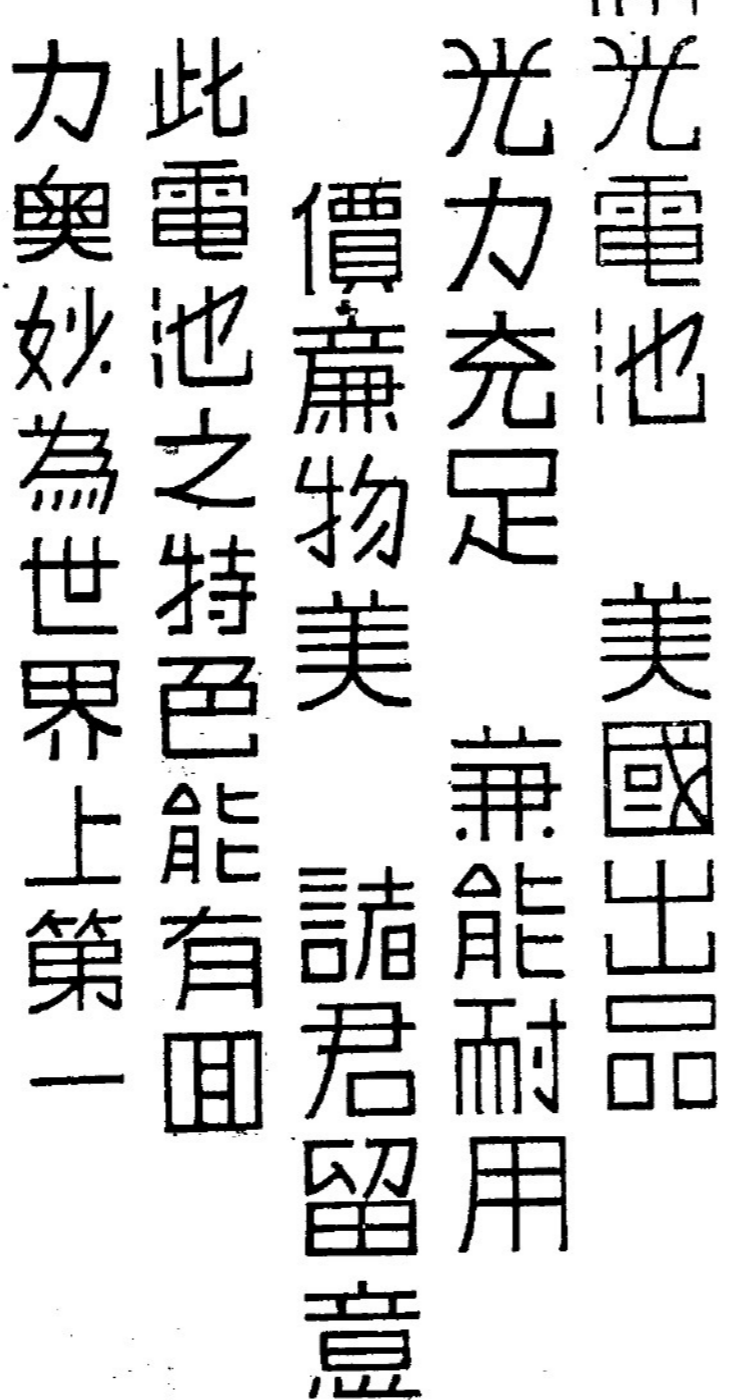 光電池 美國出品
光力充足 兼能耐用
價廉物美 諸君留意
此電池之特色能有囬
力奧妙為世界上第一